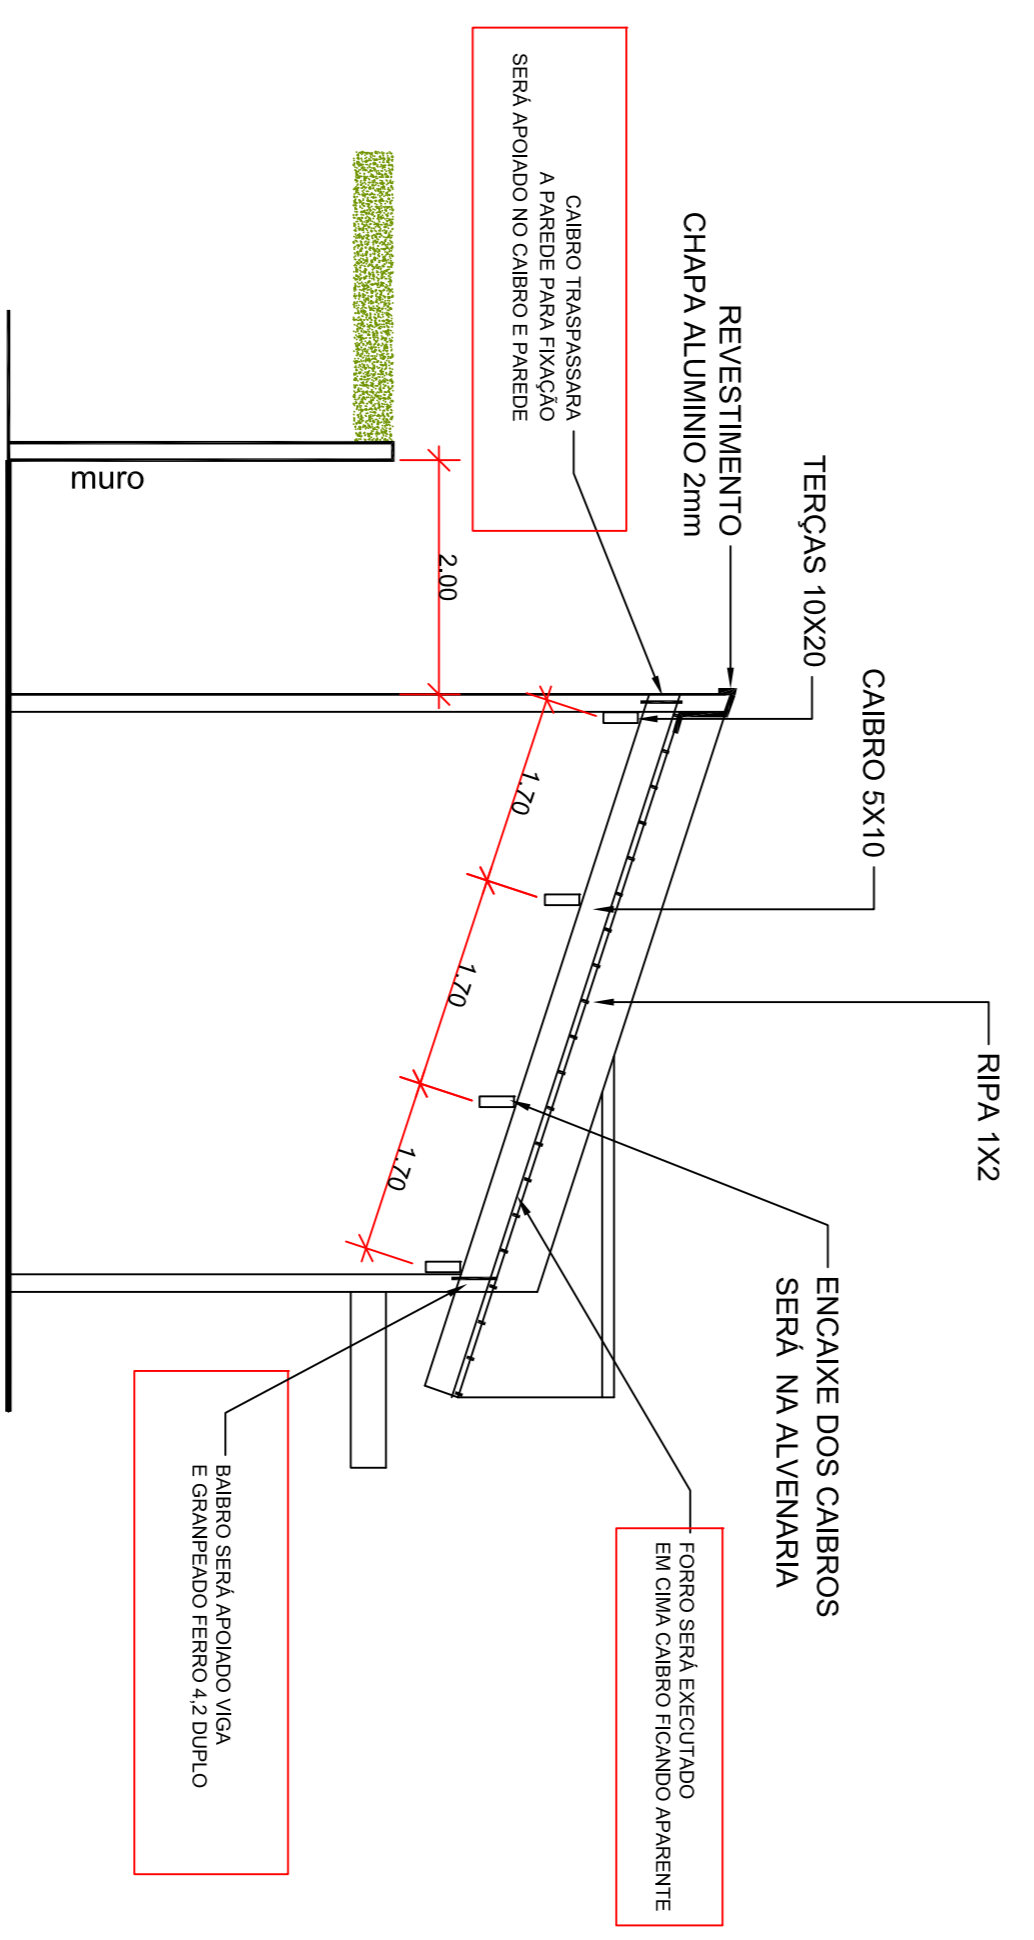 RIPA 1X2
CAIBRO 5X10
TERÇAS 10X20
REVESTIMENTO
CHAPA ALUMINIO 2mm
CAIBRO TRASPASSARA
A PAREDE PARA FIXAÇÃO
SERÁ APOIADO NO CAIBRO E PAREDE
ENCAIXE DOS CAIBROS
SERÁ NA ALVENARIA
FORRO SERÁ EXECUTADO
EM CIMA CAIBRO FICANDO APARENTE
1.70
1.70
1.70
2.00
BAIBRO SERÁ APOIADO VIGA
E GRANPEADO FERRO 4,2 DUPLO
muro